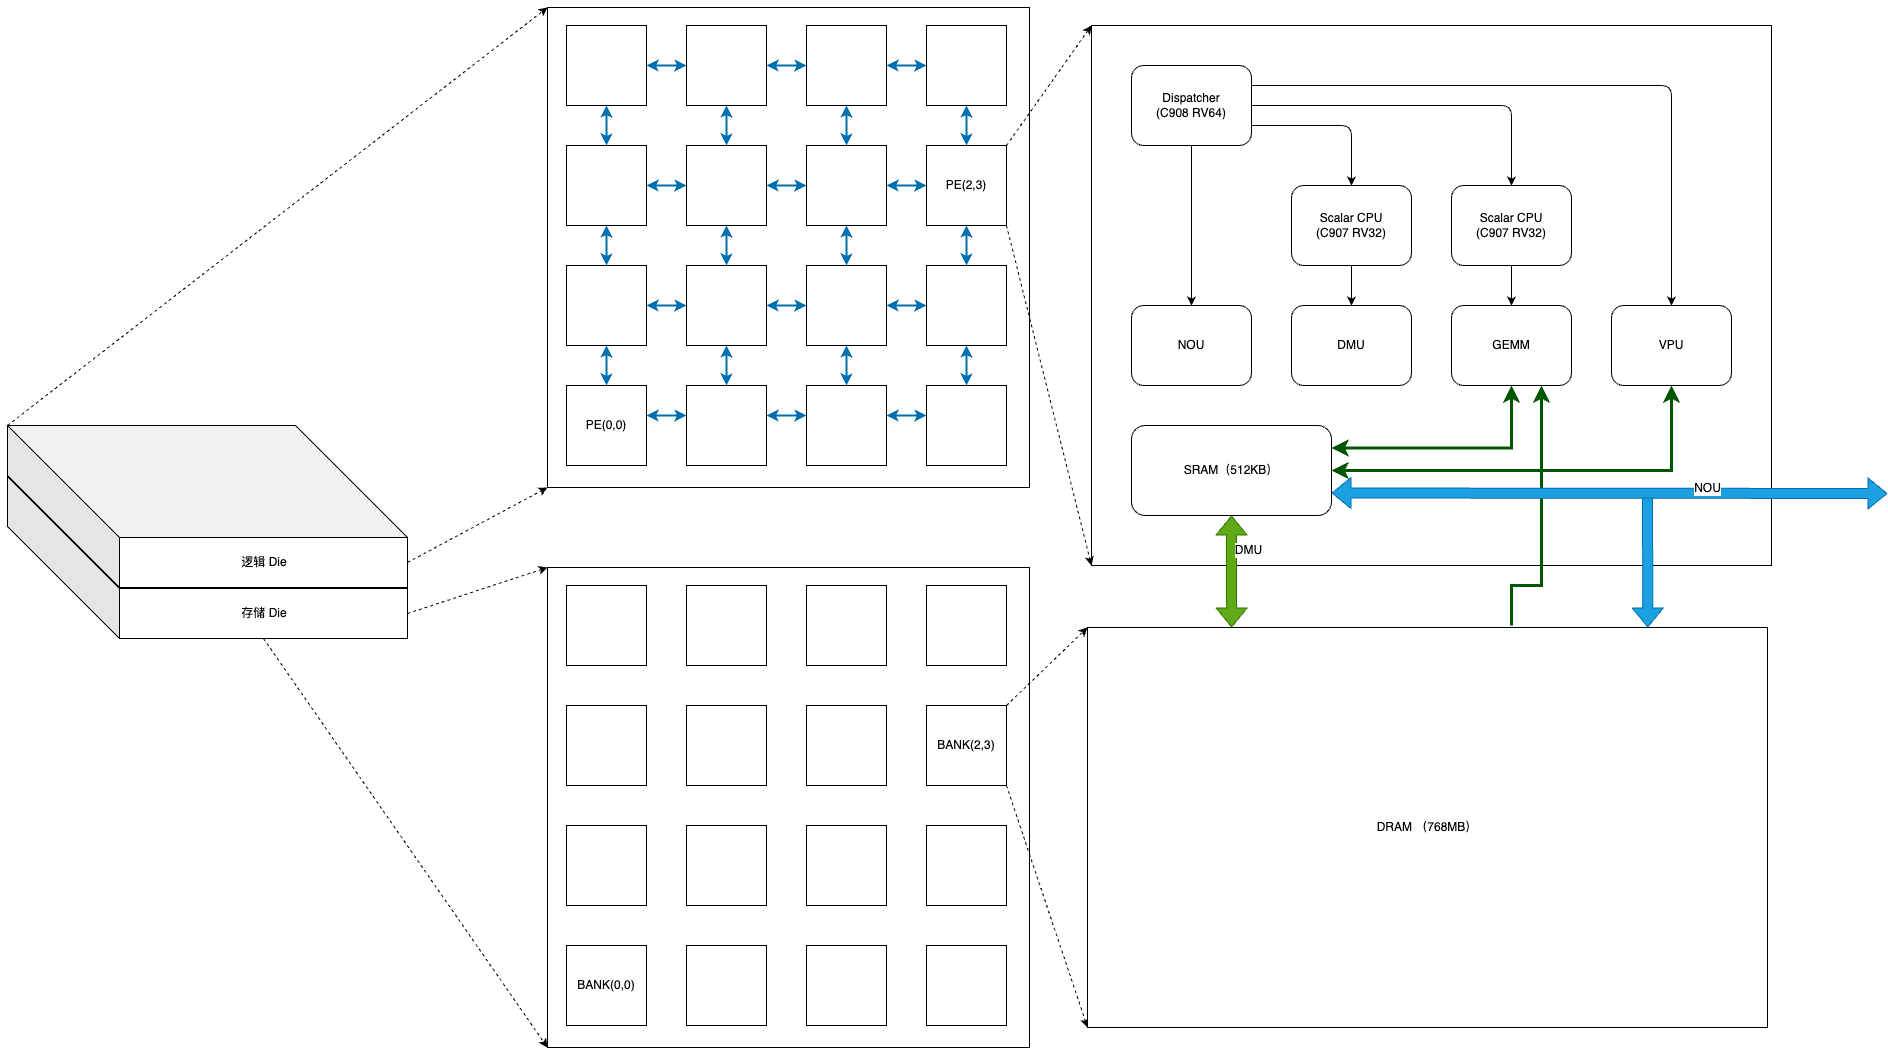 逻辑 Die
存储 Die
PE(2,3)
PE(0,0)
BANK(2,3)
BANK(0,0)
Dispatcher
(C908 RV64)
Scalar CPU
(C907 RV32)
Scalar CPU
(C907 RV32)
NOU
DMU
GEMM
VPU
SRAM（512KB）
NOU
DMU
DRAM （768MB）